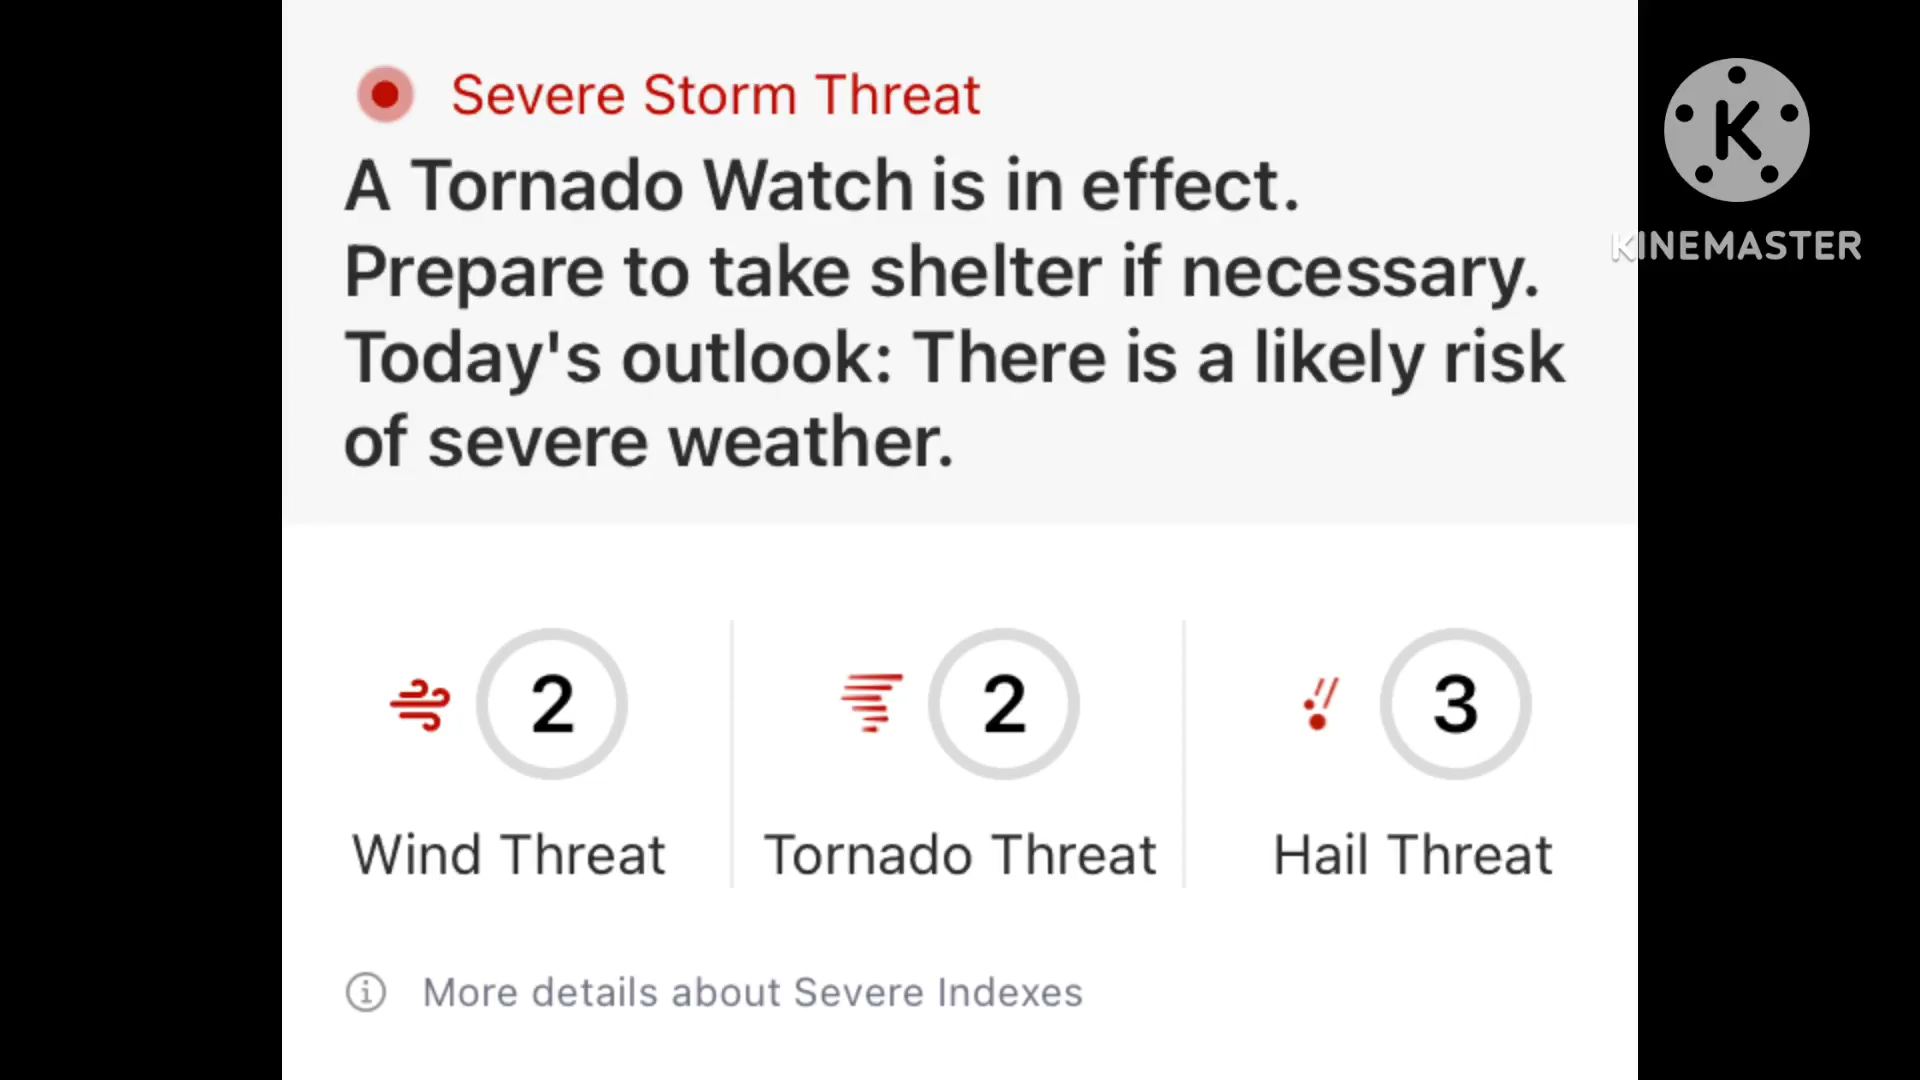 Severe Storm Threat
A Tornado Watch is in effect.
Prepare to take shelter if necessary.
Today's outlook: There is a likely risk
of severe weather.
K
KINEMASTER
2
2
3
Wind Threat
Tornado Threat
Hail Threat
More details about Severe Indexes